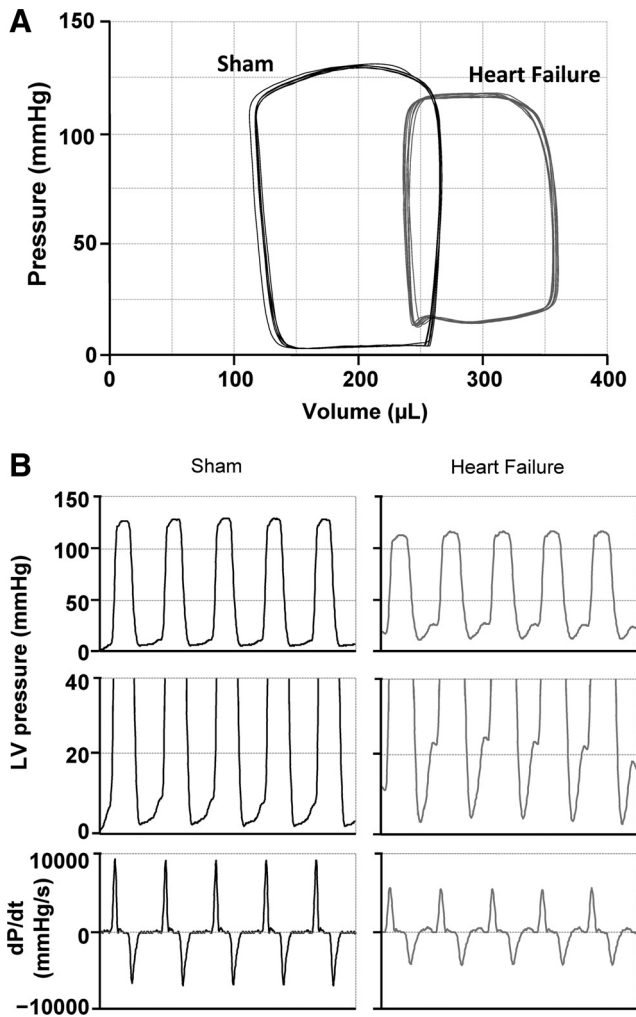 A
Pressure (mmHg)
150
100
50
0
Sham
Heart Failure
0 100 200 300 400
Volume (µL)
B
Sham Heart Failure
LV pressure (mmHg)
150
100
50
0
40
20
0
dP/dt
(mmHg/s)
10000
0
−10000